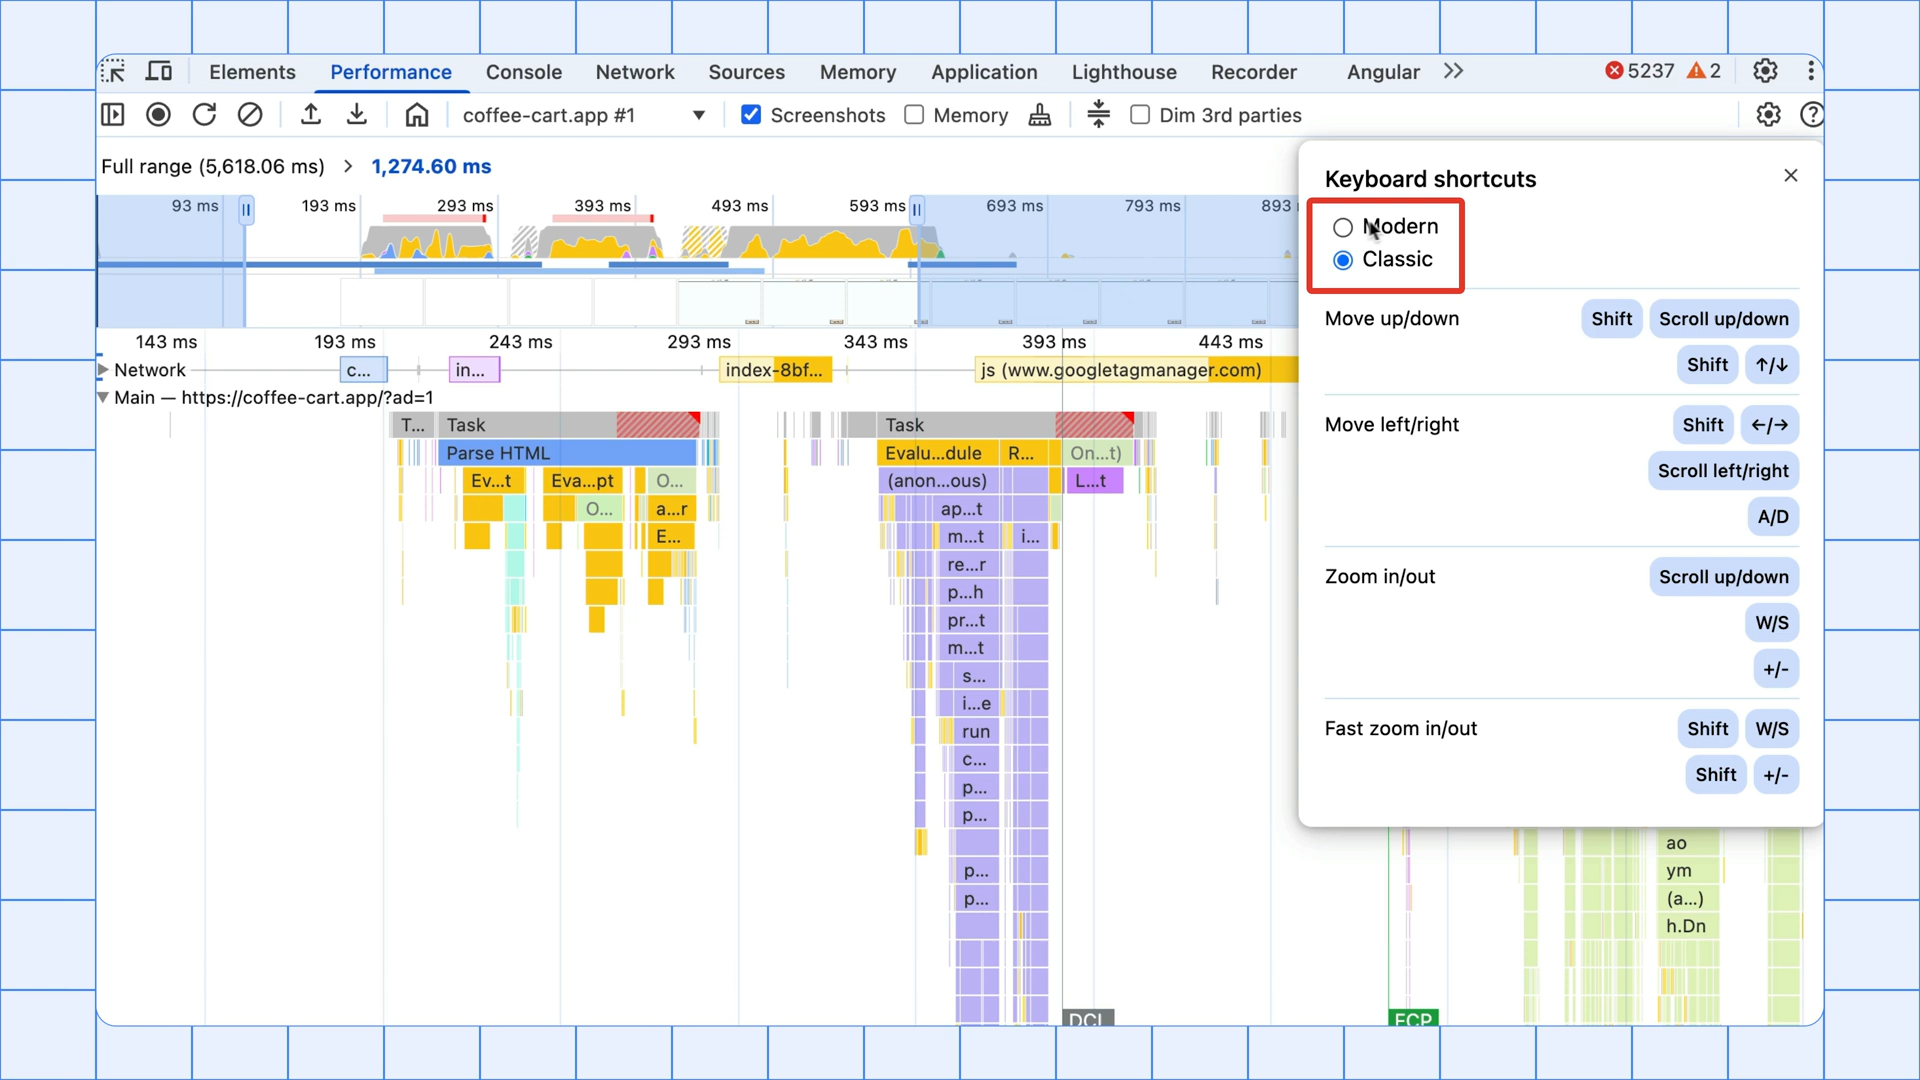 Elements Performance Console Network Sources Memory Application Lighthouse Recorder Angular 5237 2
coffee-cart.app #1 Screenshots Memory Dim 3rd parties
Full range (5,618.06 ms) > 1,274.60 ms
93 ms 193 ms 293 ms 393 ms 493 ms 593 ms 693 ms 793 ms 893
143 ms 193 ms 243 ms 293 ms 343 ms 393 ms 443 ms
Network c... in... index-8bf... js (www.googletagmanager.com)
Main — https://coffee-cart.app/?ad=1
T... Task Task
Parse HTML Evalu...dule R... On...t)
Ev...t Eva...pt O... (anon...ous) L...t
O... a...r ap...t
E... m...t i...
re...r
p...h
pr...t
m...t
s...
i...e
run
c...
p...
p...
p...
p...
DCL FCP
Keyboard shortcuts
Modern
Classic
Move up/down Shift Scroll up/down
Shift ↑/↓
Move left/right Shift ←/→
Scroll left/right
A/D
Zoom in/out Scroll up/down
W/S
+/-
Fast zoom in/out Shift W/S
Shift +/-
ao
ym
(a...)
h.Dn